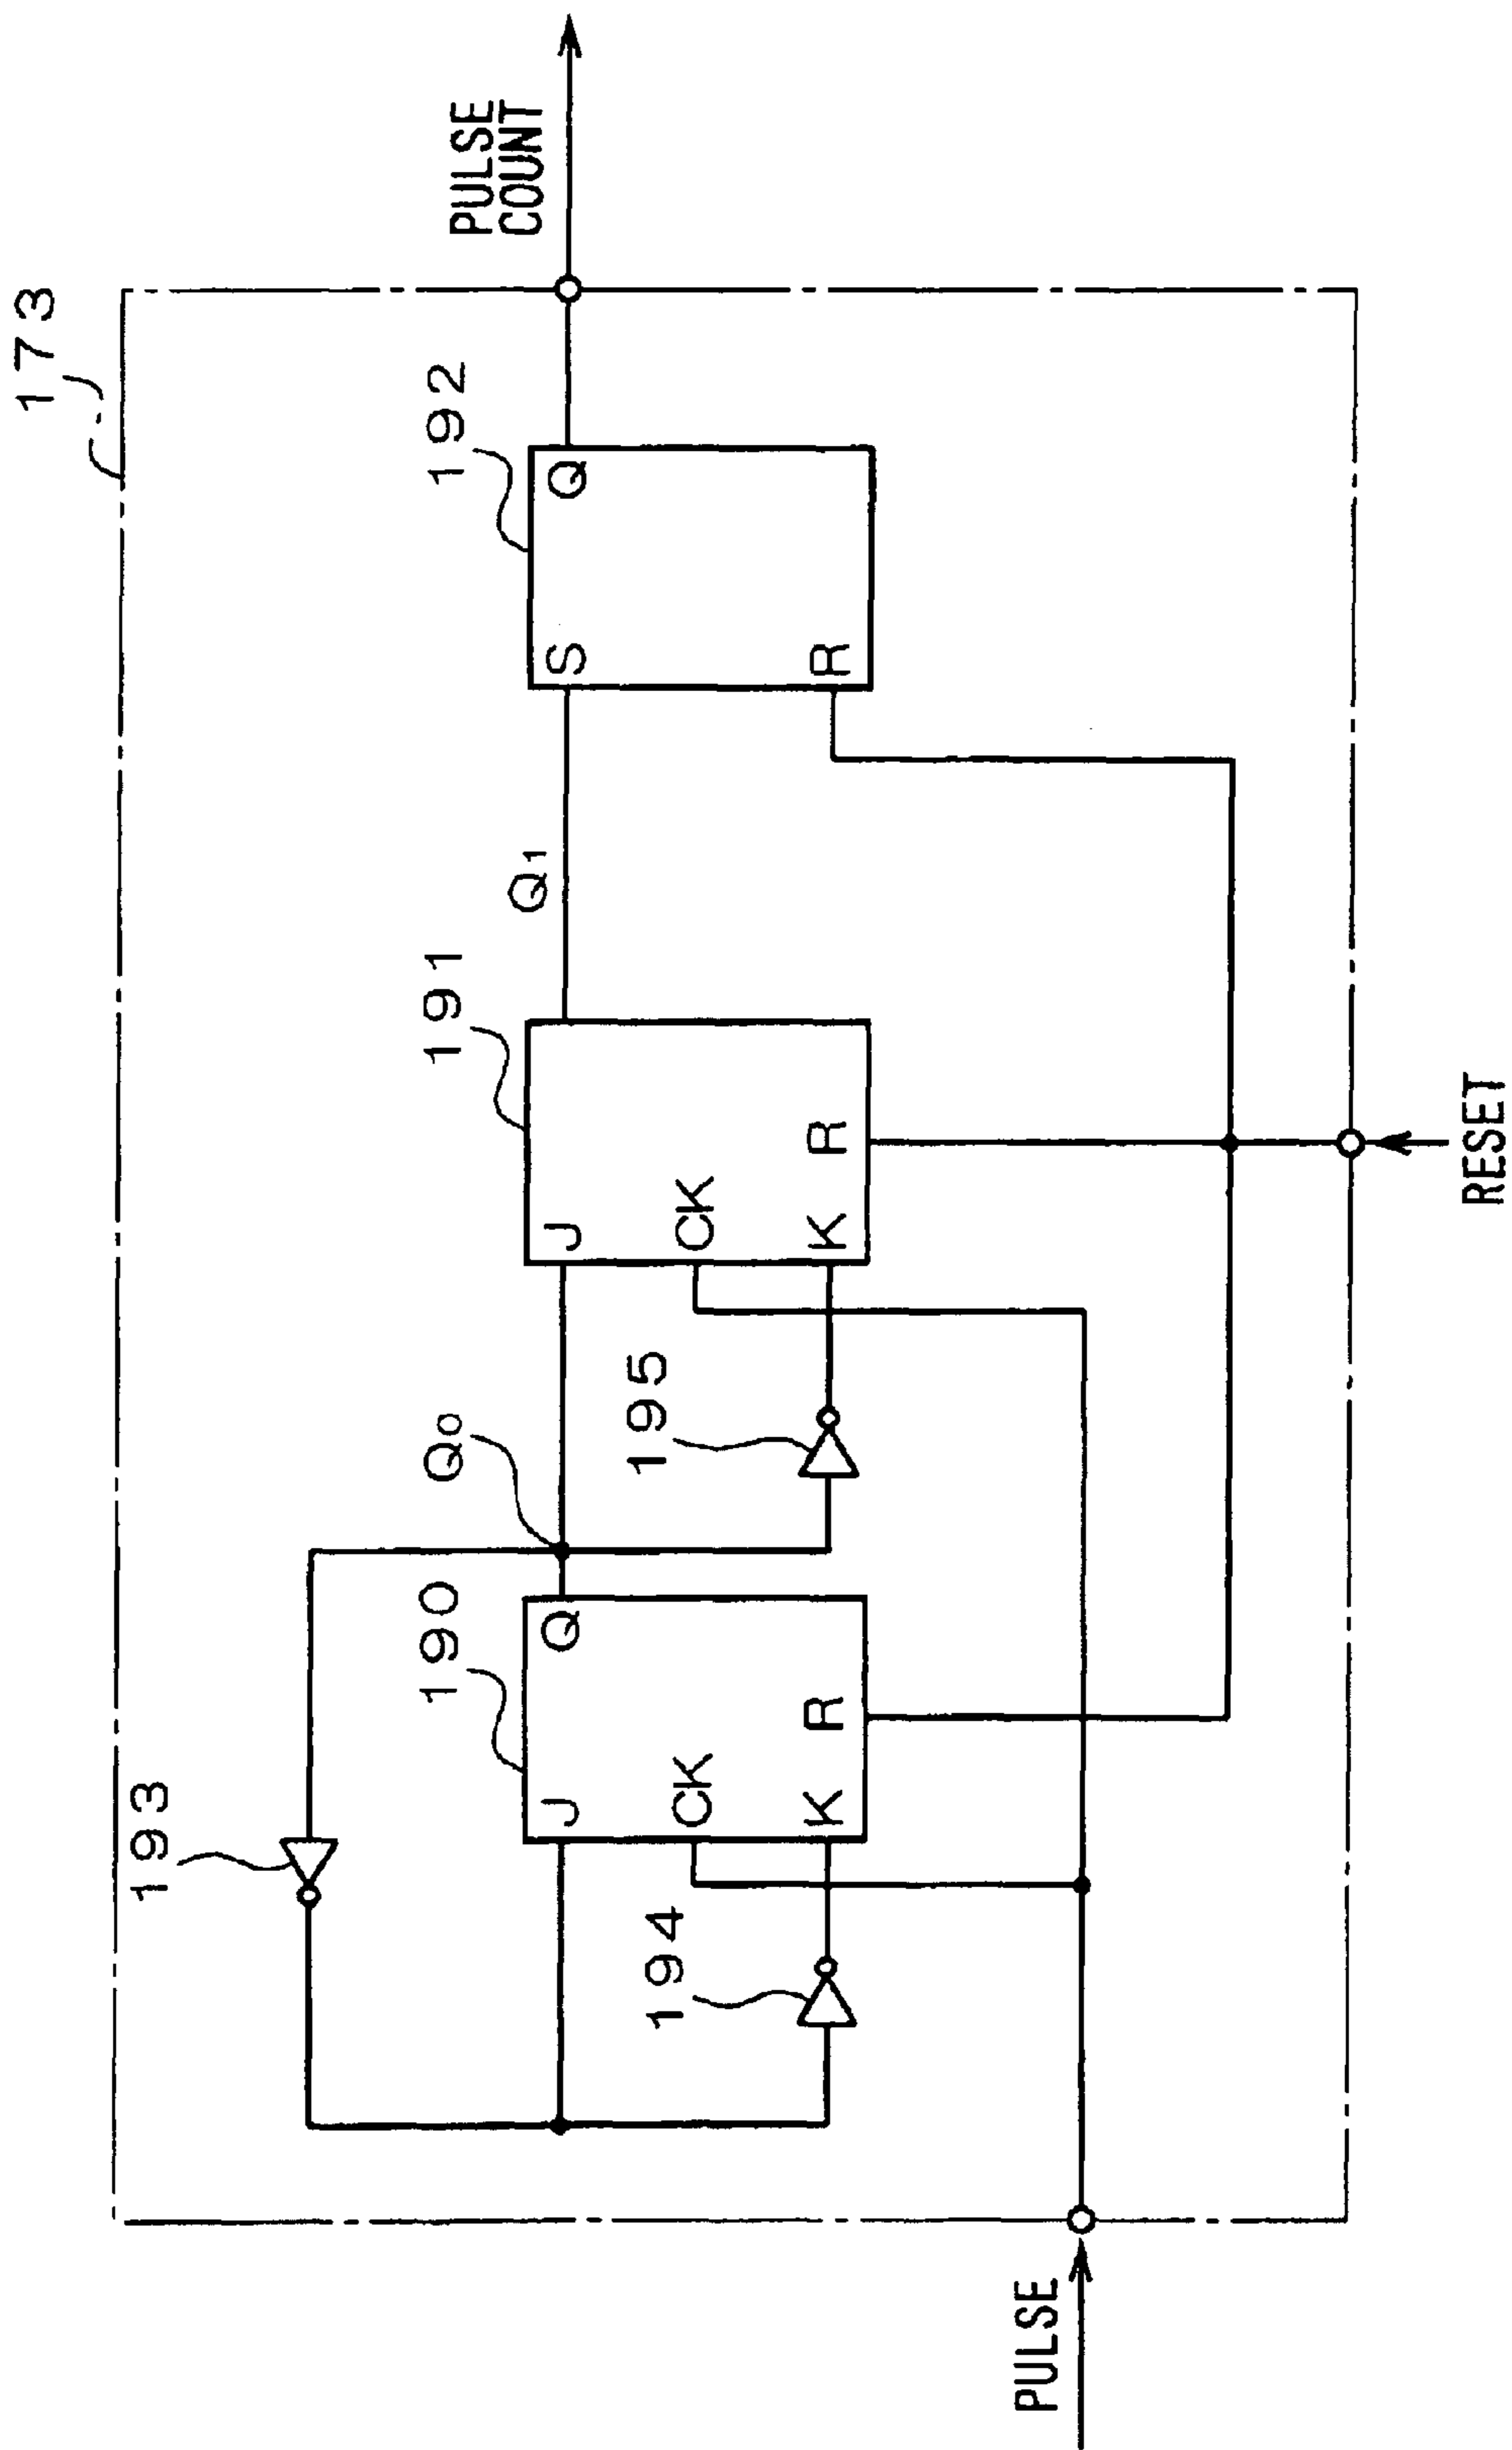 173
PULSE
COUNT
193
190
Q0
191
Q1
192
J
Q
J
S
Q
CK
CK
194
195
K
R
K
R
R
PULSE
RESET